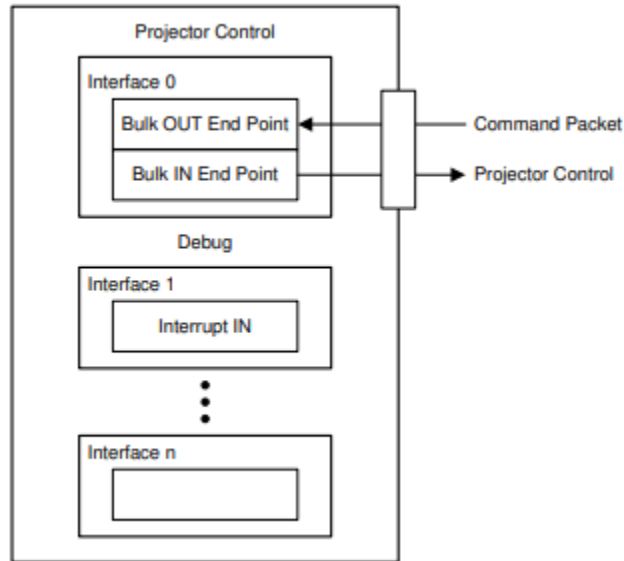 Projector Control
Interface 0
Bulk OUT End Point
Command Packet
Bulk IN End Point
Projector Control
Debug
Interface 1
Interrupt IN
Interface n